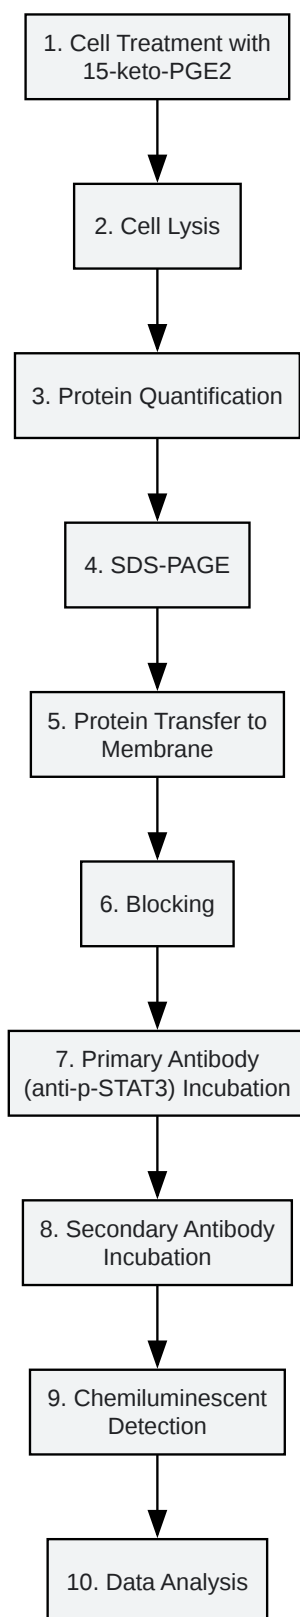 1. Cell Treatment with
15-keto-PGE2
2. Cell Lysis
3. Protein Quantification
4. SDS-PAGE
5. Protein Transfer to
Membrane
6. Blocking
7. Primary Antibody
(anti-p-STAT3) Incubation
8. Secondary Antibody
Incubation
9. Chemiluminescent
Detection
10. Data Analysis